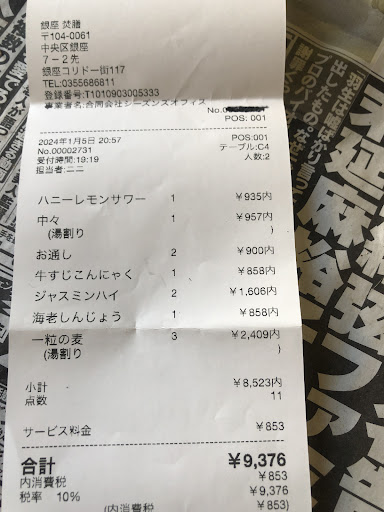 銀座 焚膳
〒104-0061
中央区銀座
7-2先
銀座コリドー街117
TEL:0355686811
登録番号:T1010903005333
事業者名:合同会社シーズンズオフィス
No.0
POS: 001
2024年1月5日 20:57 POS:001
No.00002731 テーブル:C4
受付時間:19:19 人数:2
担当者:ニニ
ハニーレモンサワー 1 ¥935内
中々 1 ¥957内
(湯割り )
お通し 2 ¥900内
牛すじこんにゃく 1 ¥858内
ジャスミンハイ 2 ¥1,606内
海老しんじょう 1 ¥858内
一粒の麦 3 ¥2,409内
(湯割り )
小計 ¥8,523内
点数 11
サービス料金 ¥853
合計 ¥9,376
内消費税 ¥853
税率 10% ¥9,376
(内消費税 ¥853)